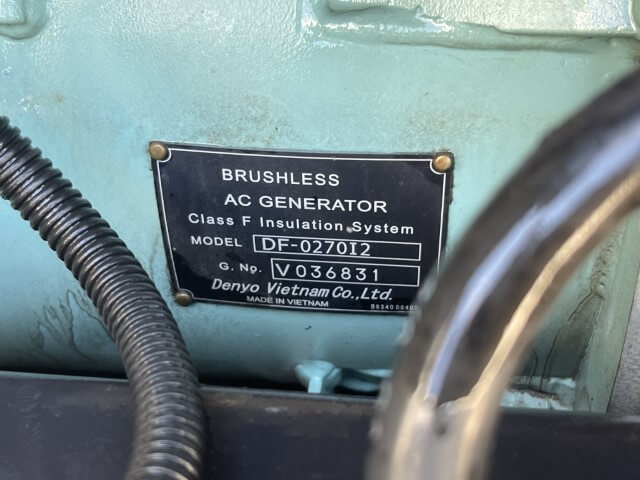 BRUSHLESS
AC GENERATOR
Class F Insulation System
MODEL DF-0270I2
G. No. V036831
Denyo Vietnam Co., Ltd.
MADE IN VIETNAM